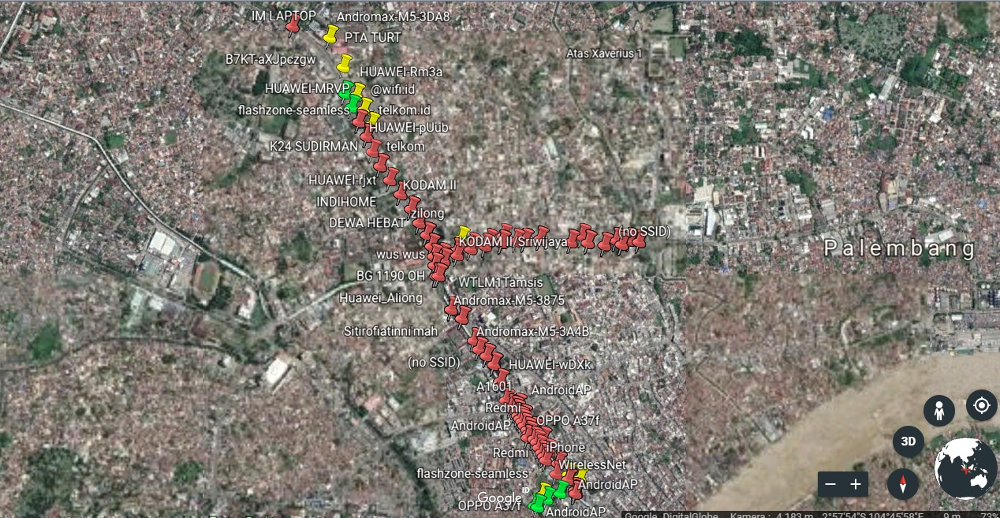 IM LAPTOP
Andromax-M5-3DA8
PTA TURT
Atas Xaverius 1
B7KT-aXJpczgw
HUAWEI-Rm3a
HUAWEI-MRVP
@wifi.id
flashzone-seamless
telkom.id
HUAWEI-pUub
K24 SUDIRMAN
telkom
HUAWEI-rjxt
KODAM II
INDIHOME
zilong
DEWA HEBAT
(no SSID)
KODAM II/Sriwijaya
Palembang
wus wus
BG 1190 OH
WTLM1Tamsis
Huawei_Aliong
Andromax-M5-3875
Sitirofiatinni'mah
Andromax-M5-3A4B
(no SSID)
HUAWEI-wDXk
A1601
AndroidAP
Redmi
OPPO A37f
AndroidAP
iPhone
Redmi
WirelessNet
flashzone-seamless
AndroidAP
Google
OPPO A37f
ID
AndroidAP
3D
Google, DigitalGlobe
Kamera : 4.183 m
2°57'54"S 104°45'58"E
9 m
73%